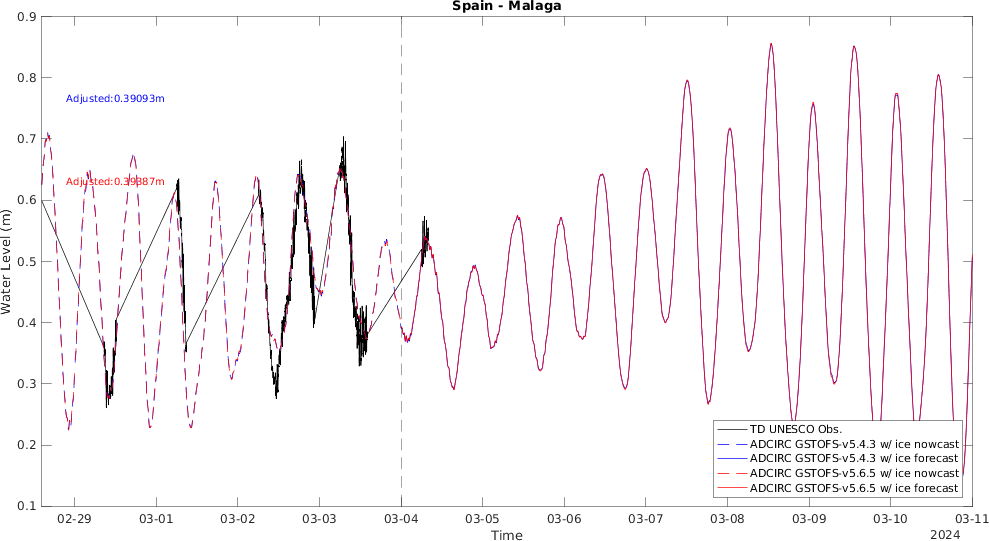 Spain - Malaga
0.9
0.8
0.7
0.6
0.5
0.4
0.3
0.2
0.1
Water Level (m)
Adjusted:0.39093m
Adjusted:0.39387m
TD UNESCO Obs.
ADCIRC GSTOFS-v5.4.3 w/ ice nowcast
ADCIRC GSTOFS-v5.4.3 w/ ice forecast
ADCIRC GSTOFS-v5.6.5 w/ ice nowcast
ADCIRC GSTOFS-v5.6.5 w/ ice forecast
02-29 03-01 03-02 03-03 03-04 03-05 03-06 03-07 03-08 03-09 03-10 03-11
Time
2024